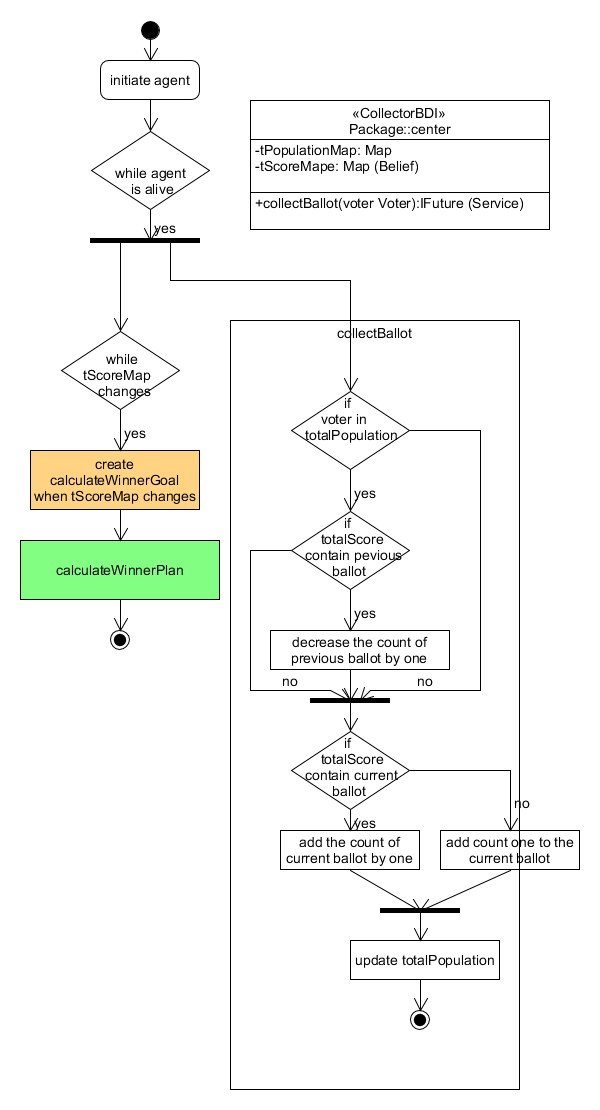 initiate agent
while agent
is alive
yes
«CollectorBDI»
Package::center
-tPopulationMap: Map
-tScoreMape: Map (Belief)
+collectBallot(voter Voter):IFuture (Service)
while
tScoreMap
changes
yes
create
calculateWinnerGoal
when tScoreMap changes
calculateWinnerPlan
collectBallot
if
voter in
totalPopulation
yes
if
totalScore
contain pevious
ballot
yes
decrease the count of
previous ballot by one
no
no
if
totalScore
contain current
ballot
yes
no
add the count of
current ballot by one
add count one to the
current ballot
update totalPopulation